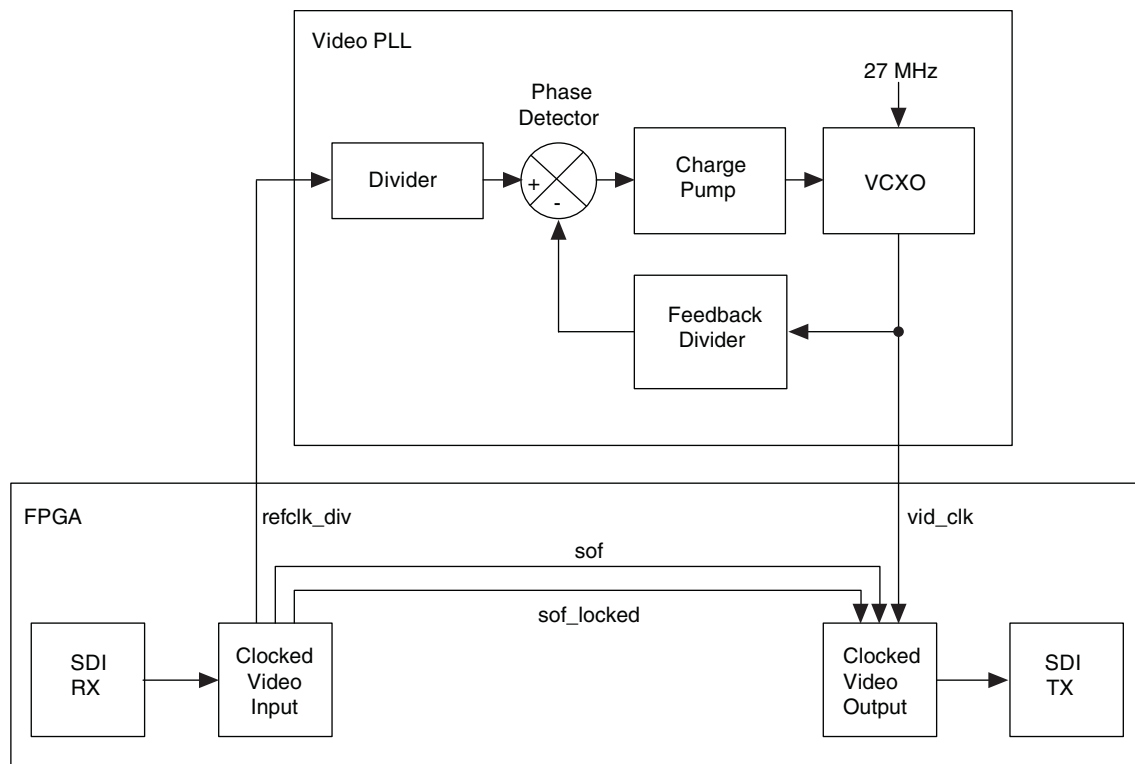 Video PLL
27 MHz
Phase
Detector
Divider
+
-
Charge
Pump
VCXO
Feedback
Divider
FPGA
refclk_div
vid_clk
sof
sof_locked
SDI
RX
Clocked
Video
Input
Clocked
Video
Output
SDI
TX